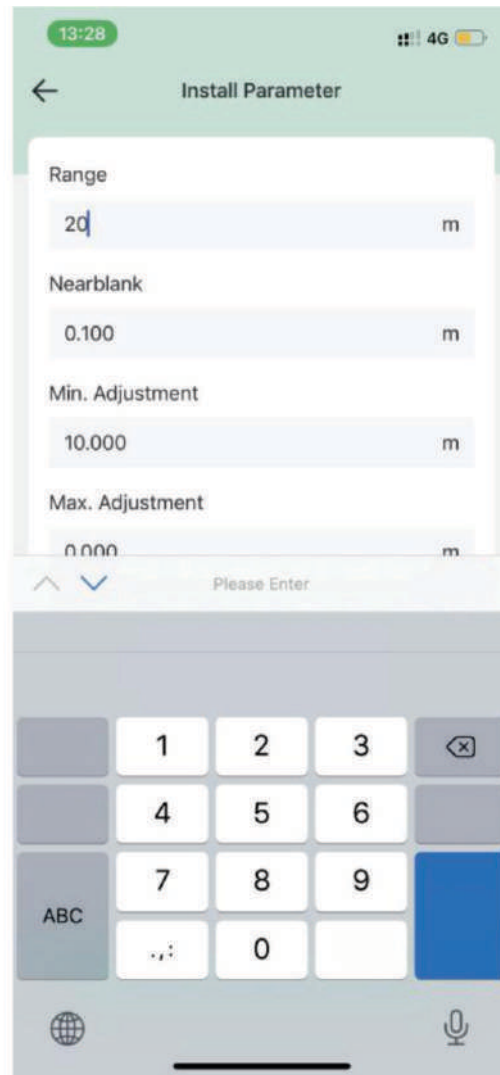 13:28
4G
Install Parameter
Range
20 m
Nearblank
0.100 m
Min. Adjustment
10.000 m
Max. Adjustment
0.000 m
Please Enter
1 2 3
4 5 6
7 8 9
ABC
.,: 0